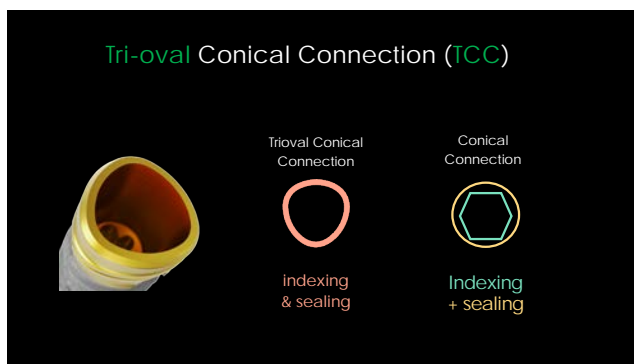 Tri-oval Conical Connection (TCC)
Trioval Conical
Connection
indexing
& sealing
Conical
Connection
Indexing
+ sealing